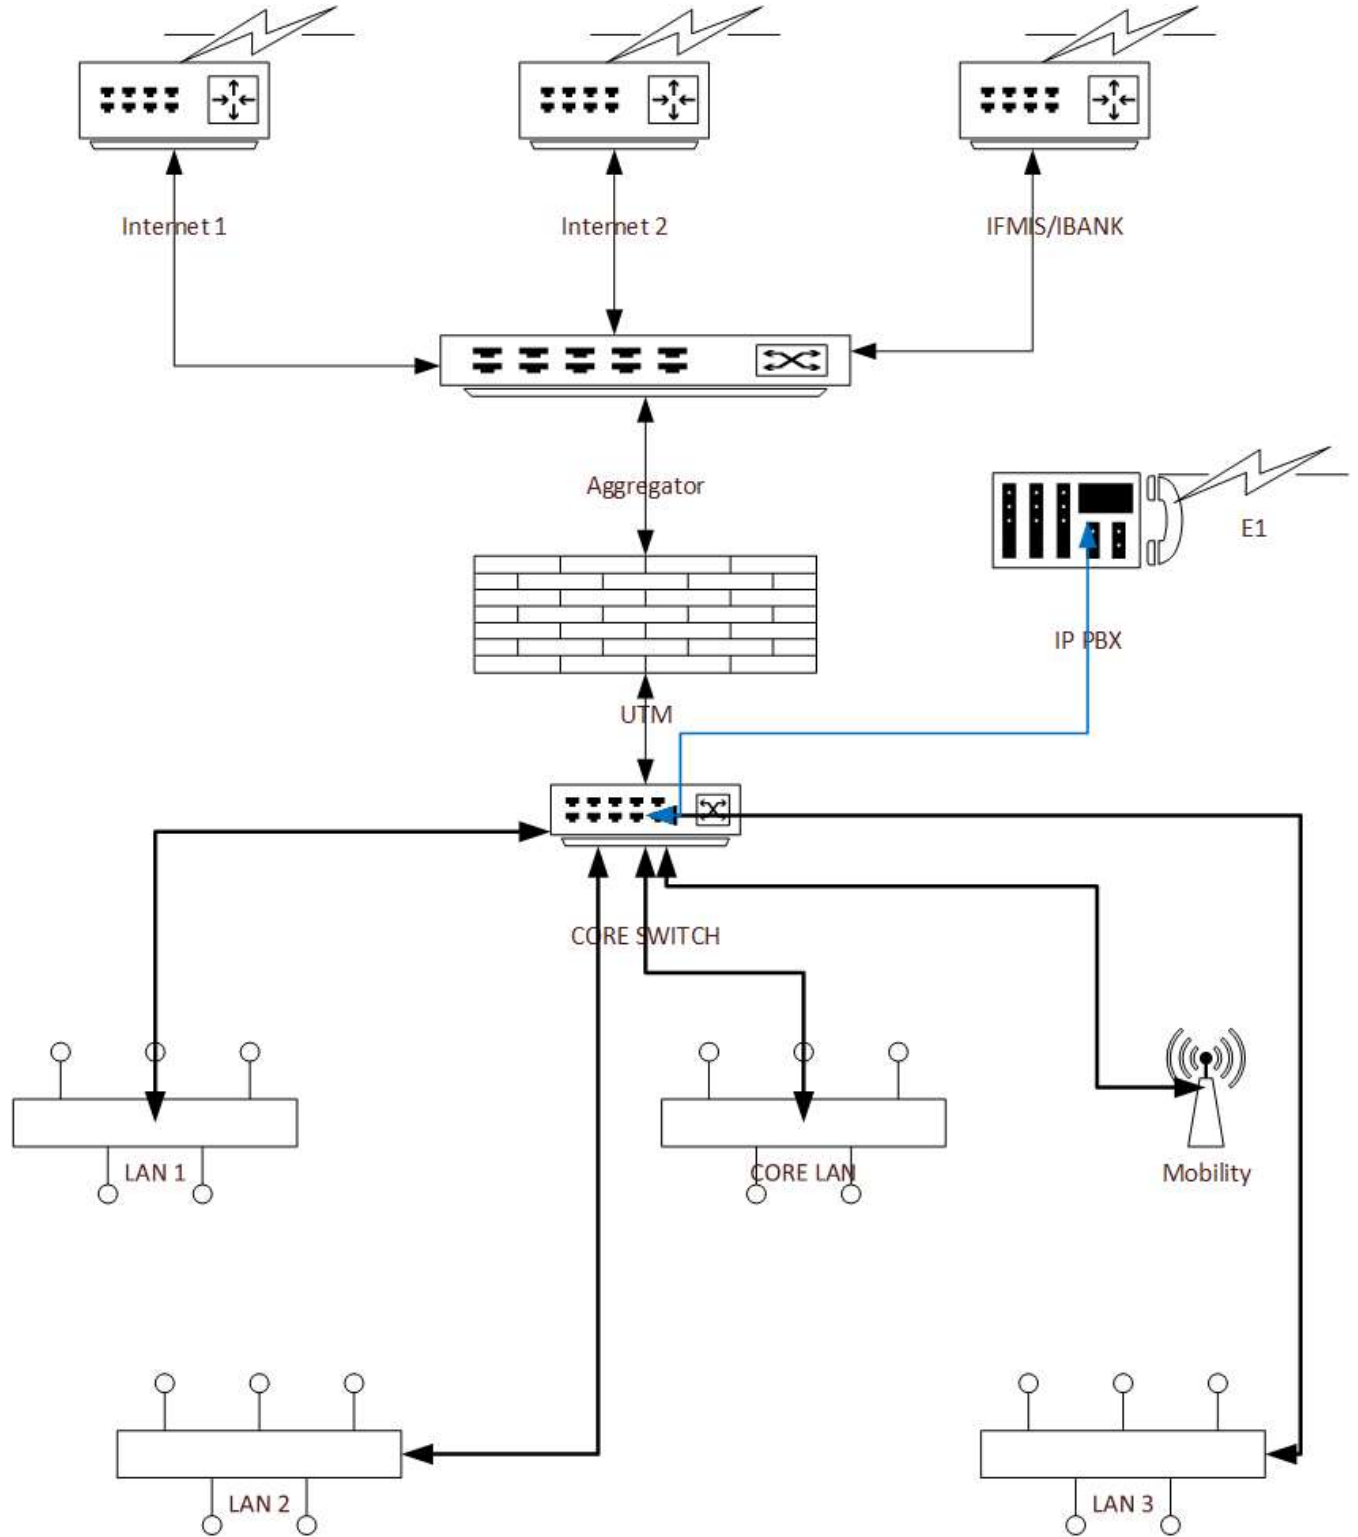 Internet 1
Internet 2
IFMIS/IBANK
Aggregator
E1
IP PBX
UTM
CORE SWITCH
LAN 1
CORE LAN
Mobility
LAN 2
LAN 3